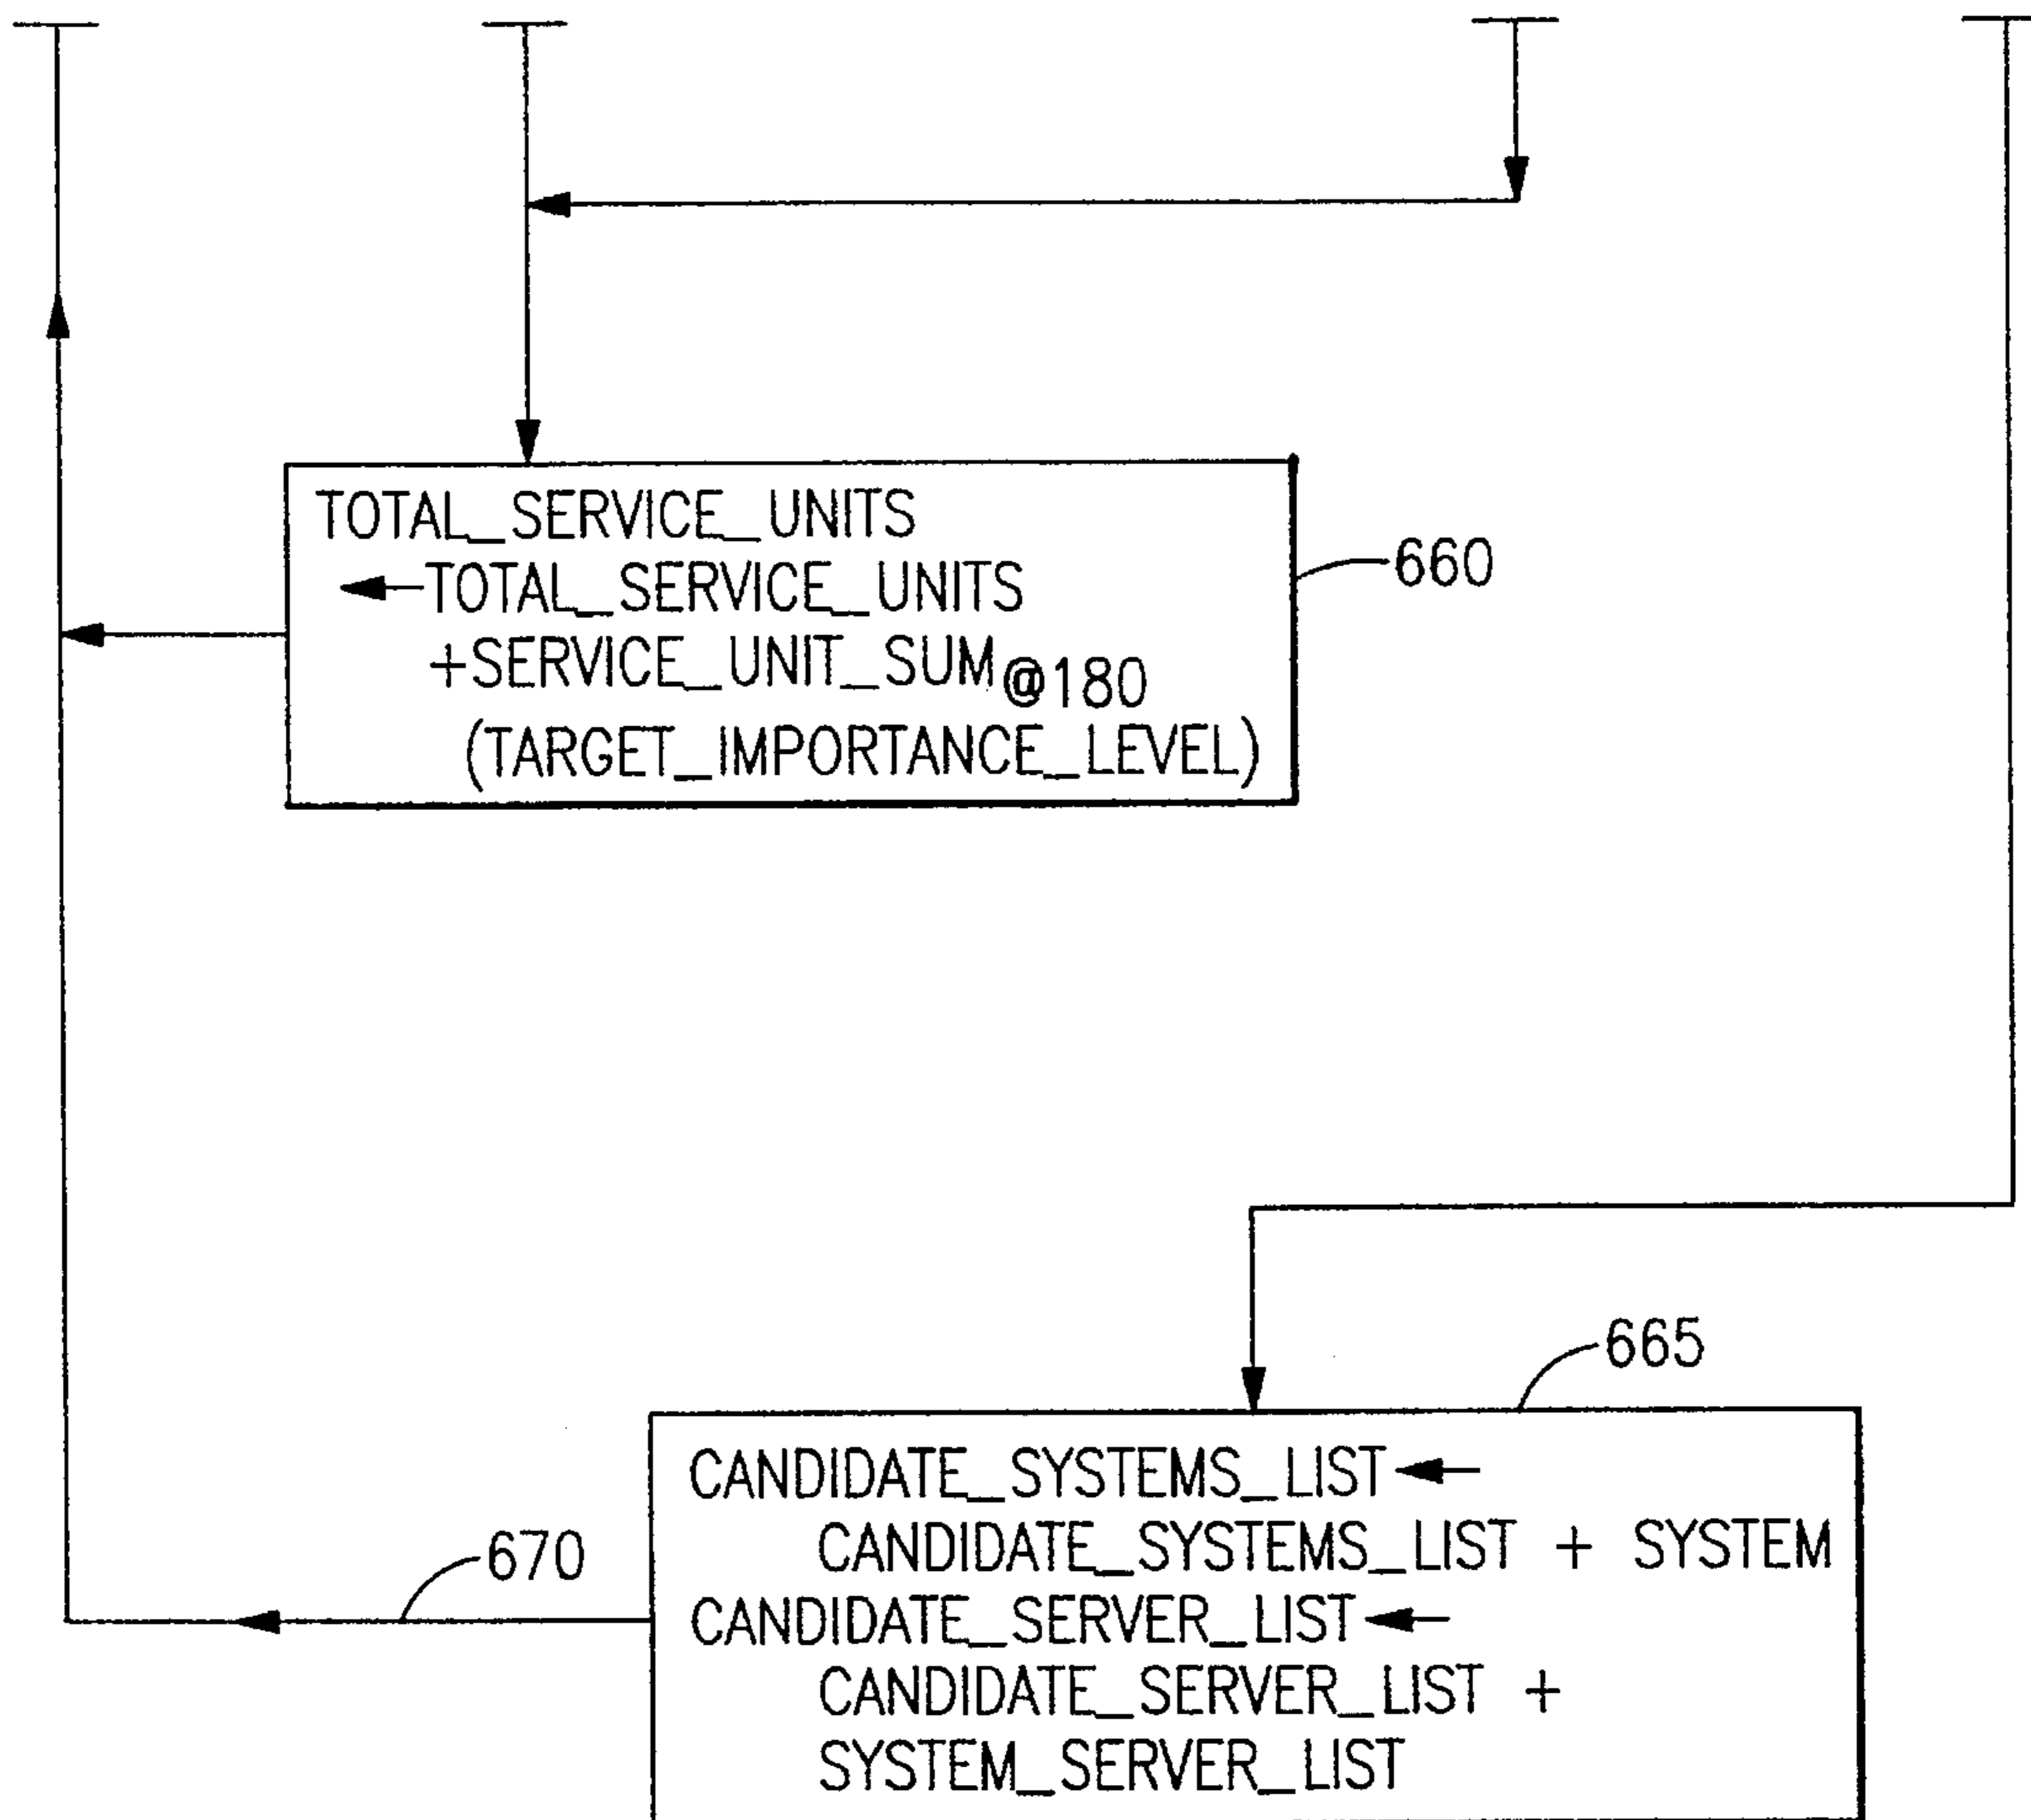 TOTAL_SERVICE_UNITS
←TOTAL_SERVICE_UNITS
+SERVICE_UNIT_SUM@180
(TARGET_IMPORTANCE_LEVEL)
660
665
CANDIDATE_SYSTEMS_LIST←
CANDIDATE_SYSTEMS_LIST + SYSTEM
CANDIDATE_SERVER_LIST←
CANDIDATE_SERVER_LIST +
SYSTEM_SERVER_LIST
670